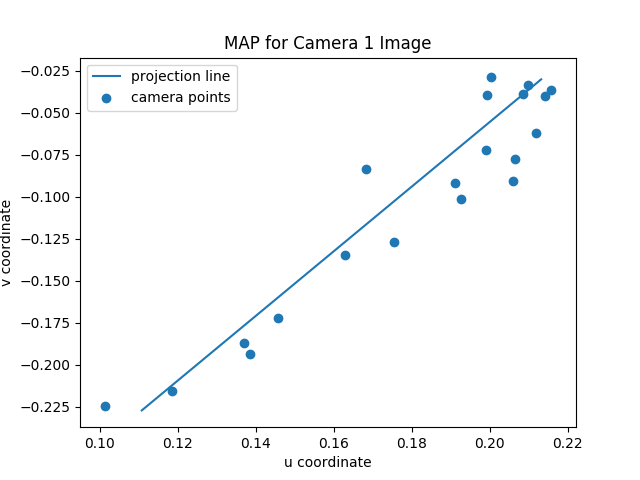 MAP for Camera 1 Image
projection line
camera points
−0.025
−0.050
−0.075
−0.100
−0.125
−0.150
−0.175
−0.200
−0.225
v coordinate
0.10 0.12 0.14 0.16 0.18 0.20 0.22
u coordinate